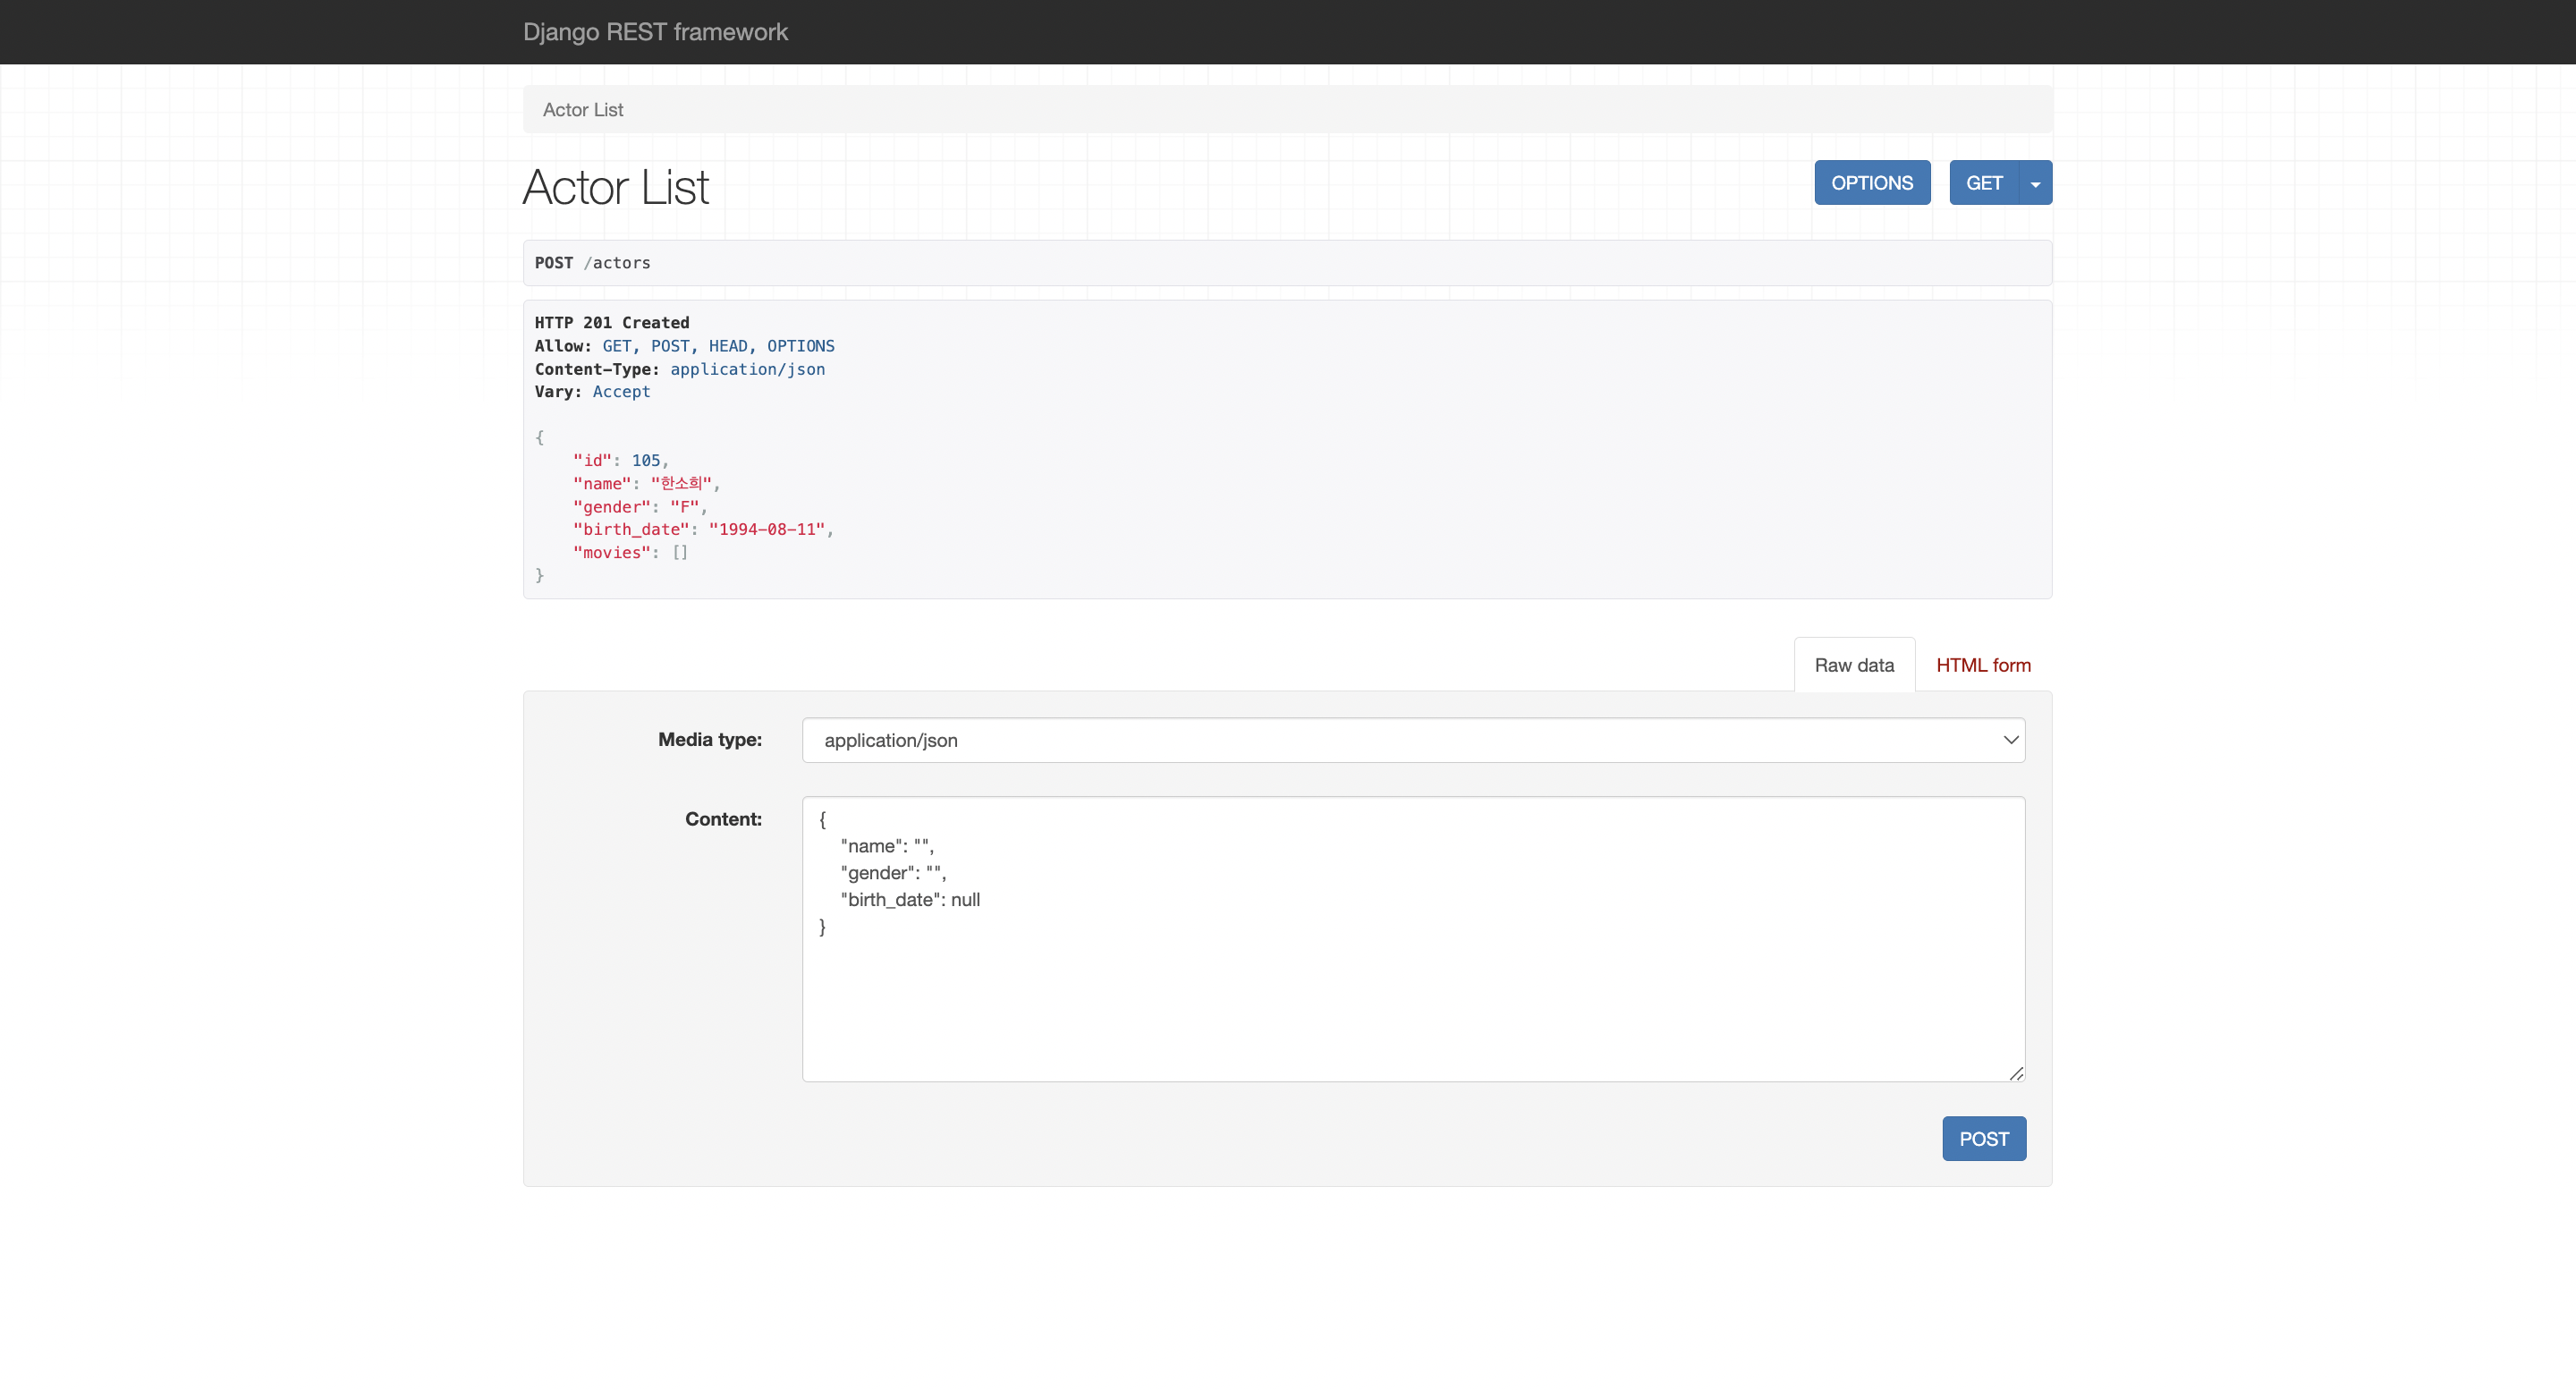 Django REST framework
Actor List
Actor List
OPTIONS
GET
POST /actors
HTTP 201 Created
Allow: GET, POST, HEAD, OPTIONS
Content-Type: application/json
Vary: Accept
{
    "id": 105,
    "name": "한소희",
    "gender": "F",
    "birth_date": "1994-08-11",
    "movies": []
}
Raw data
HTML form
Media type:
application/json
Content:
{
    "name": "",
    "gender": "",
    "birth_date": null
}
POST